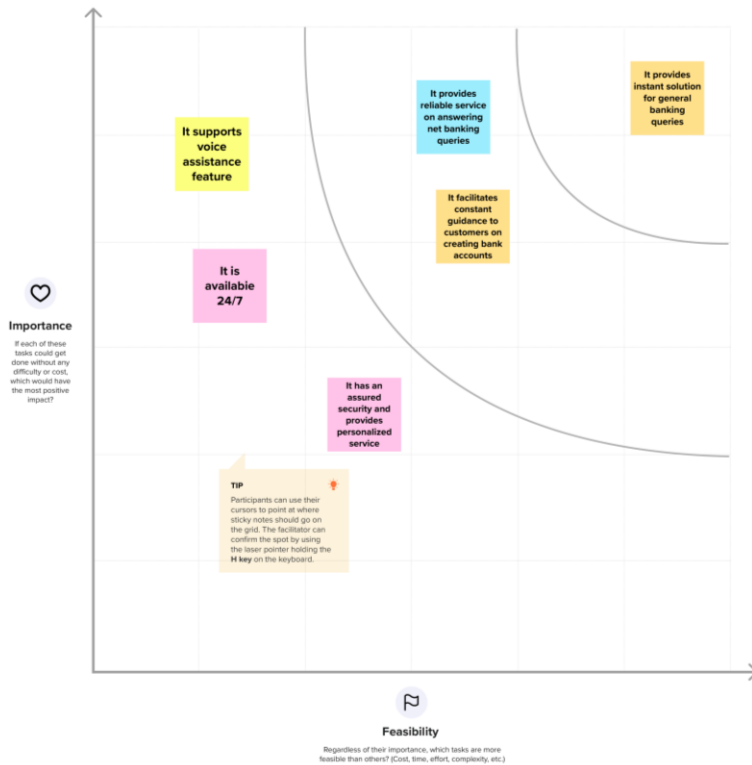 It provides
instant solution
for general
banking
queries
It provides
reliable service
on answering
net banking
queries
It supports
voice
assistance
feature
It facilitates
constant
guidance to
customers on
creating bank
accounts
It is
available
24/7
Importance
If each of these
tasks could get
done without any
difficulty or cost,
which would have
the most positive
impact?
It has an
assured
security and
provides
personalized
service
TIP
Participants can use their
cursors to point at where
sticky notes should go on
the grid. The facilitator can
confirm the spot by using
the laser pointer holding the
H key on the keyboard.
Feasibility
Regardless of their importance, which tasks are more
feasible than others? (Cost, time, effort, complexity, etc.)